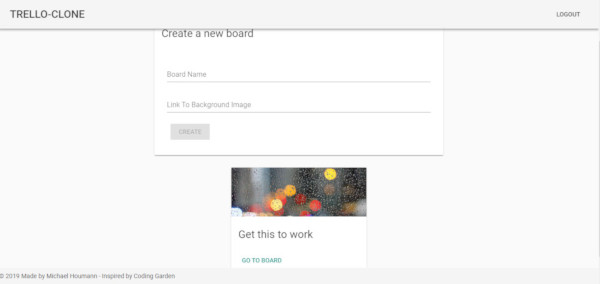 TRELLO-CLONE
LOGOUT
Create a new board
Board Name
Link To Background Image
CREATE
Get this to work
GO TO BOARD
© 2019 Made by Michael Houmann - Inspired by Coding Garden